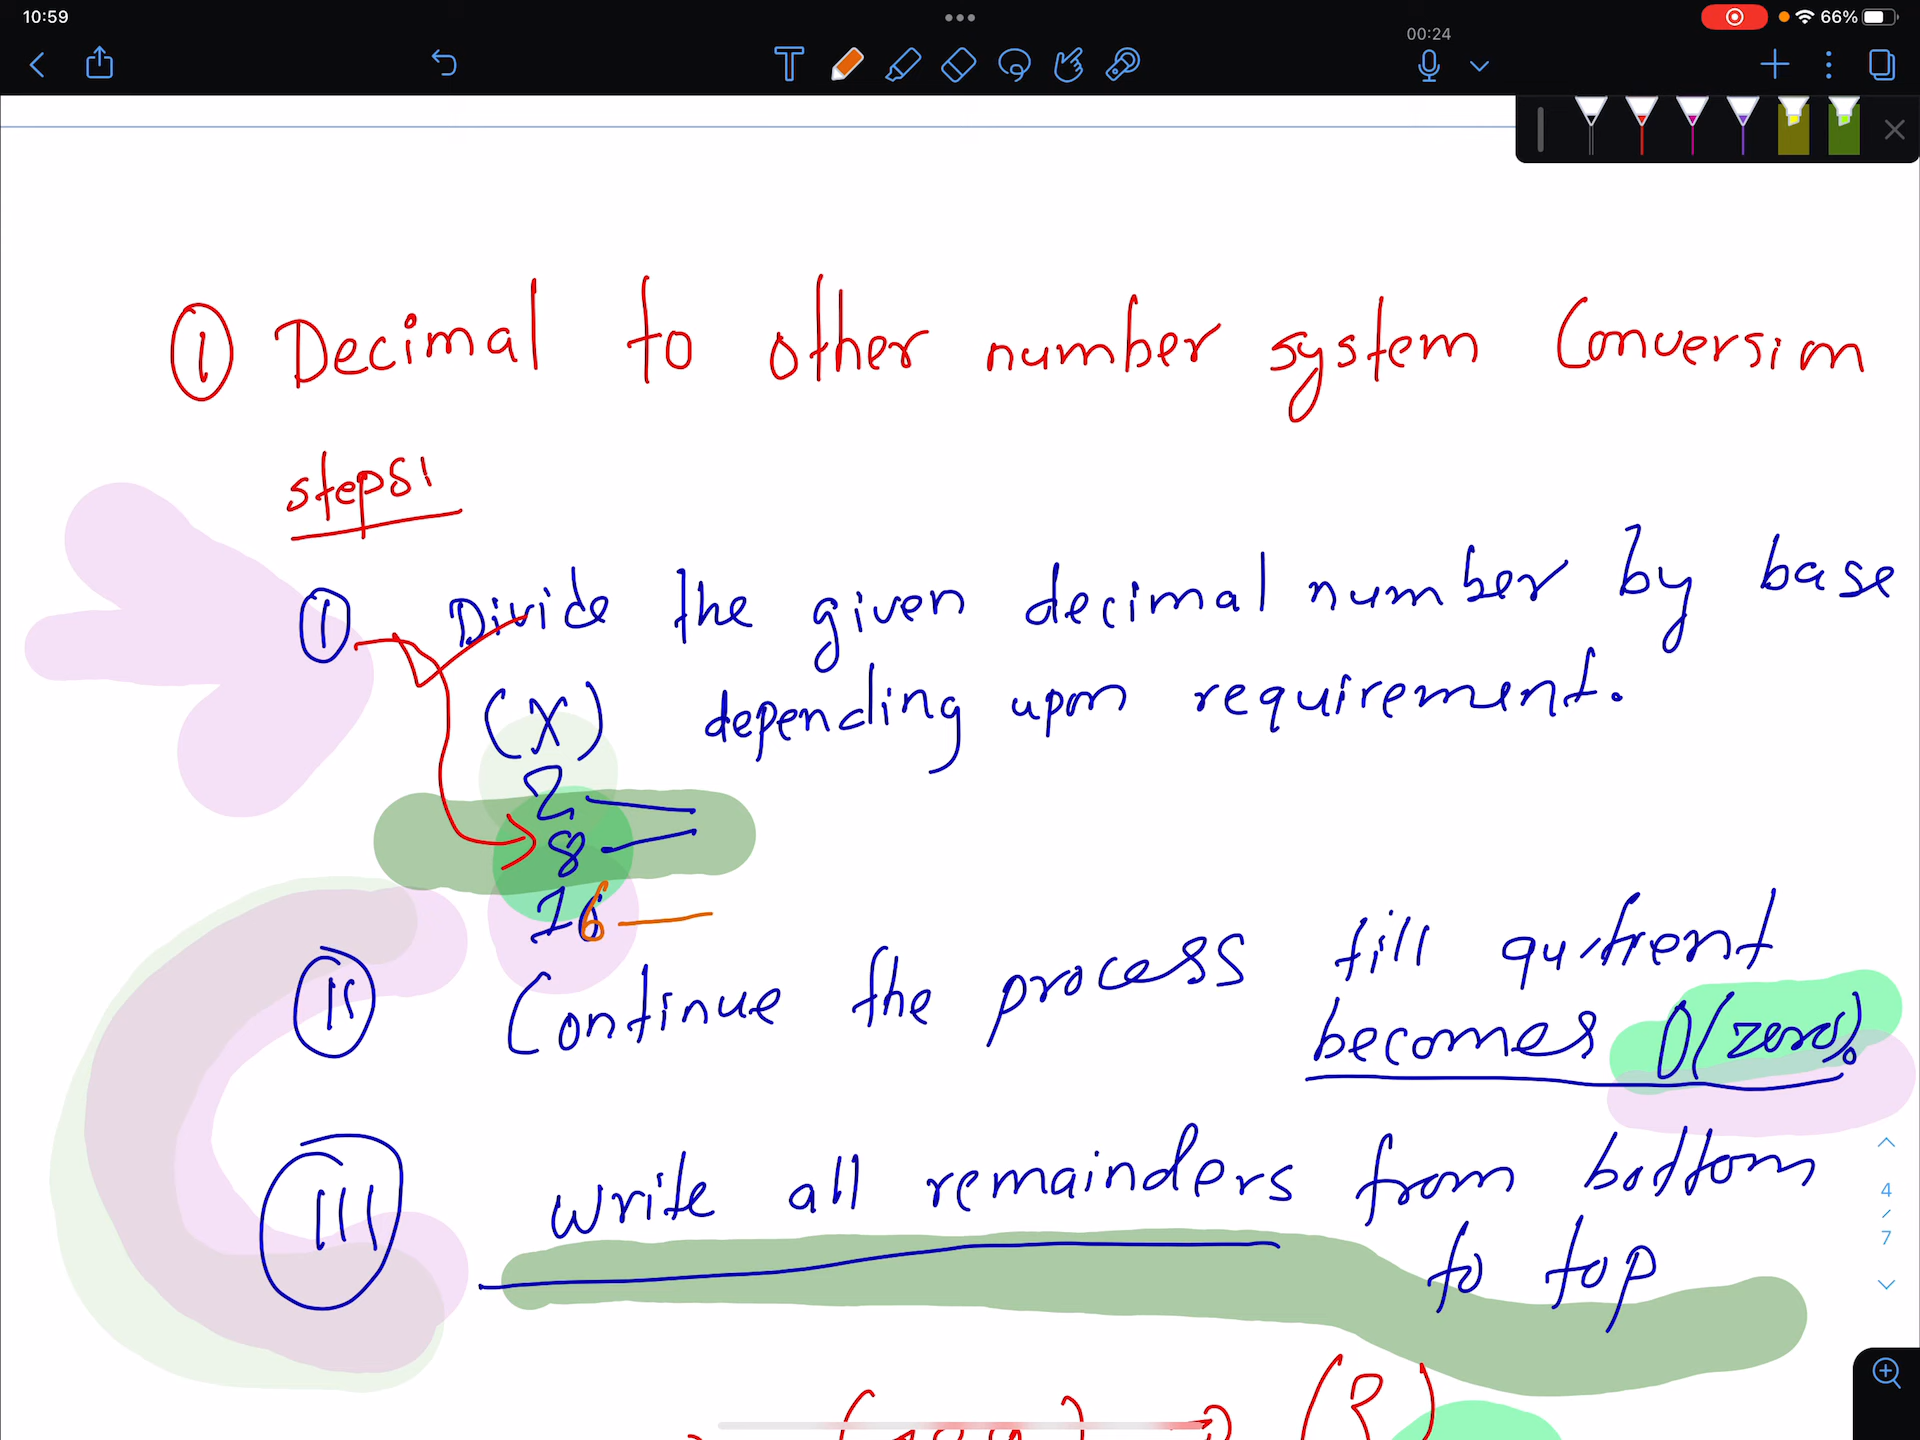 10:59
66%
00:24
① Decimal to other number system Conversion
steps:
① Divide the given decimal number by base
(X) depending upon requirement.
2
8
16
II Continue the process till qutient
becomes 0(zero).
III write all remainders from bottom
to top
4
/
7
(?)